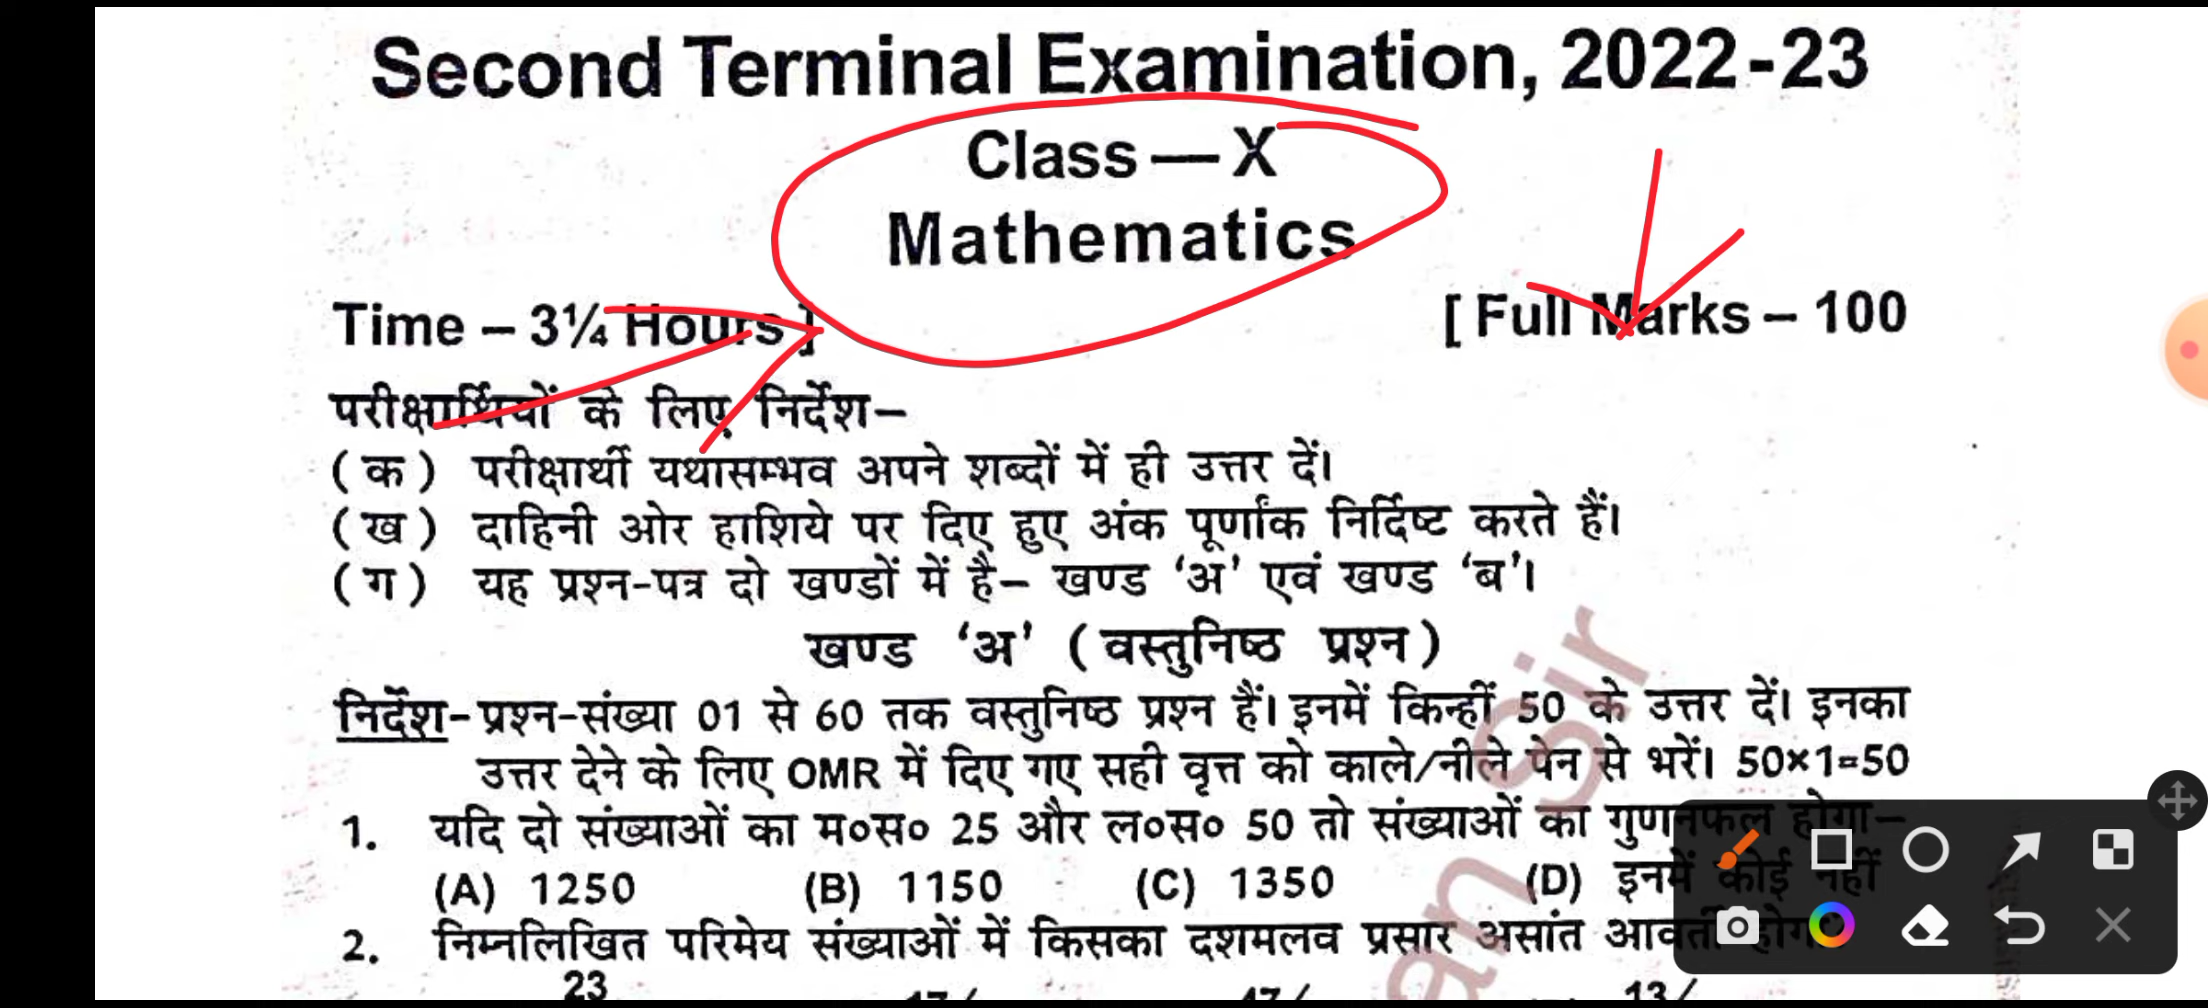 Second Terminal Examination, 2022-23
Class — X
Mathematics
Time – 3¼ Hours ]
[ Full Marks – 100
परीक्षार्थियों के लिए निर्देश–
(क) परीक्षार्थी यथासम्भव अपने शब्दों में ही उत्तर दें।
(ख) दाहिनी ओर हाशिये पर दिए हुए अंक पूर्णांक निर्दिष्ट करते हैं।
(ग) यह प्रश्न-पत्र दो खण्डों में है– खण्ड ‘अ’ एवं खण्ड ‘ब’।
खण्ड ‘अ’ (वस्तुनिष्ठ प्रश्न)
निर्देश- प्रश्न-संख्या 01 से 60 तक वस्तुनिष्ठ प्रश्न हैं। इनमें किन्हीं 50 के उत्तर दें। इनका
उत्तर देने के लिए OMR में दिए गए सही वृत्त को काले/नीले पेन से भरें। 50×1=50
1. यदि दो संख्याओं का म०स० 25 और ल०स० 50 तो संख्याओं का गुणनफल होगा–
(A) 1250 (B) 1150 (C) 1350 (D) इनमें कोई नहीं
2. निम्नलिखित परिमेय संख्याओं में किसका दशमलव प्रसार असांत आवर्ती होगा
23
an Sir